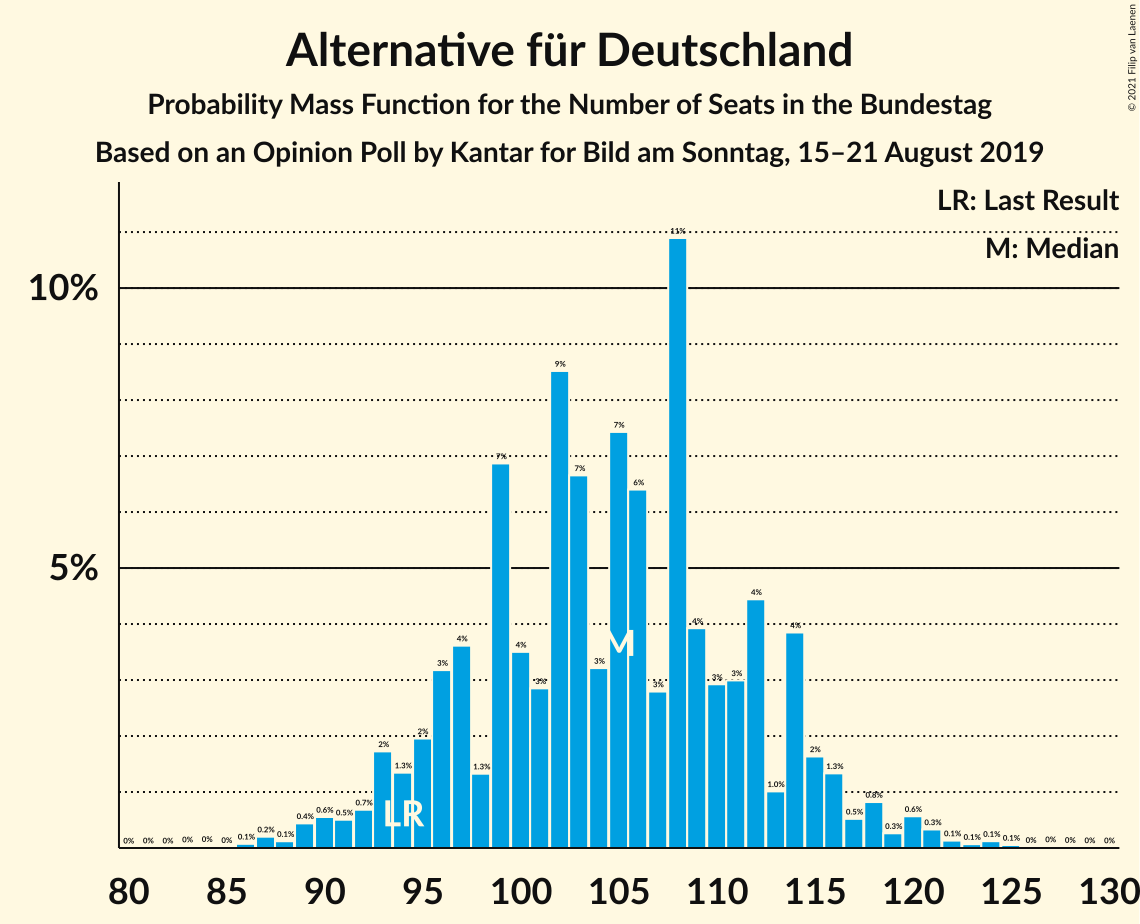 Alternative für Deutschland
Probability Mass Function for the Number of Seats in the Bundestag
Based on an Opinion Poll by Kantar for Bild am Sonntag, 15–21 August 2019
© 2021 Filip van Laenen
LR: Last Result
M: Median
10%
5%
0% 0% 0% 0% 0% 0% 0.1% 0.2% 0.1% 0.4% 0.6% 0.5% 0.7% 2% 1.3% 2% 3% 4% 1.3% 7% 4% 3% 9% 7% 3% 7% 6% 3% 11% 4% 3% 3% 4% 1.0% 4% 2% 1.3% 0.5% 0.8% 0.3% 0.6% 0.3% 0.1% 0.1% 0.1% 0.1% 0% 0% 0% 0% 0%
M
LR
80 85 90 95 100 105 110 115 120 125 130